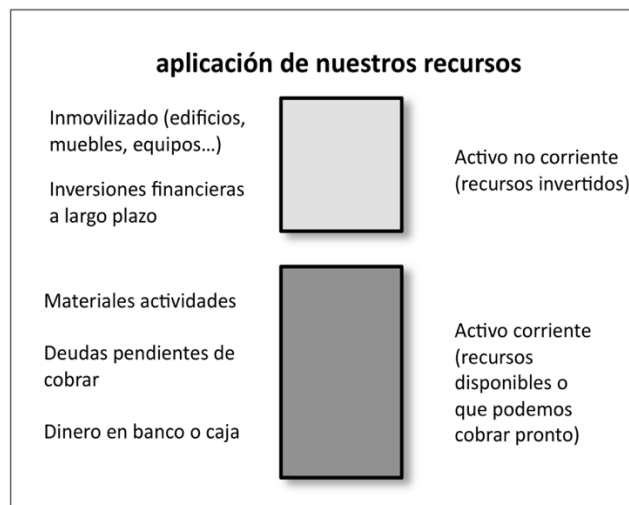 aplicación de nuestros recursos
Inmovilizado (edificios,
muebles, equipos...)
Inversiones financieras
a largo plazo
Activo no corriente
(recursos invertidos)
Materiales actividades
Deudas pendientes de
cobrar
Dinero en banco o caja
Activo corriente
(recursos
disponibles o
que podemos
cobrar pronto)